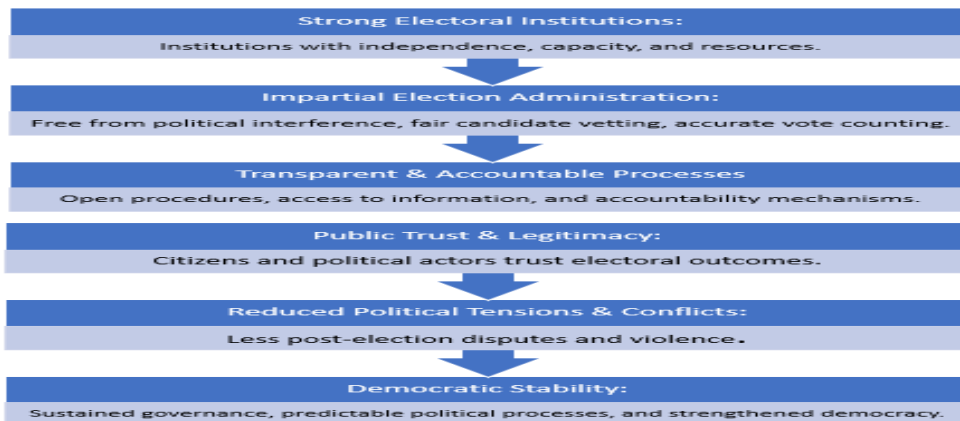 Strong Electoral Institutions:
Institutions with independence, capacity, and resources.
Impartial Election Administration:
Free from political interference, fair candidate vetting, accurate vote counting.
Transparent & Accountable Processes
Open procedures, access to information, and accountability mechanisms.
Public Trust & Legitimacy:
Citizens and political actors trust electoral outcomes.
Reduced Political Tensions & Conflicts:
Less post-election disputes and violence.
Democratic Stability:
Sustained governance, predictable political processes, and strengthened democracy.